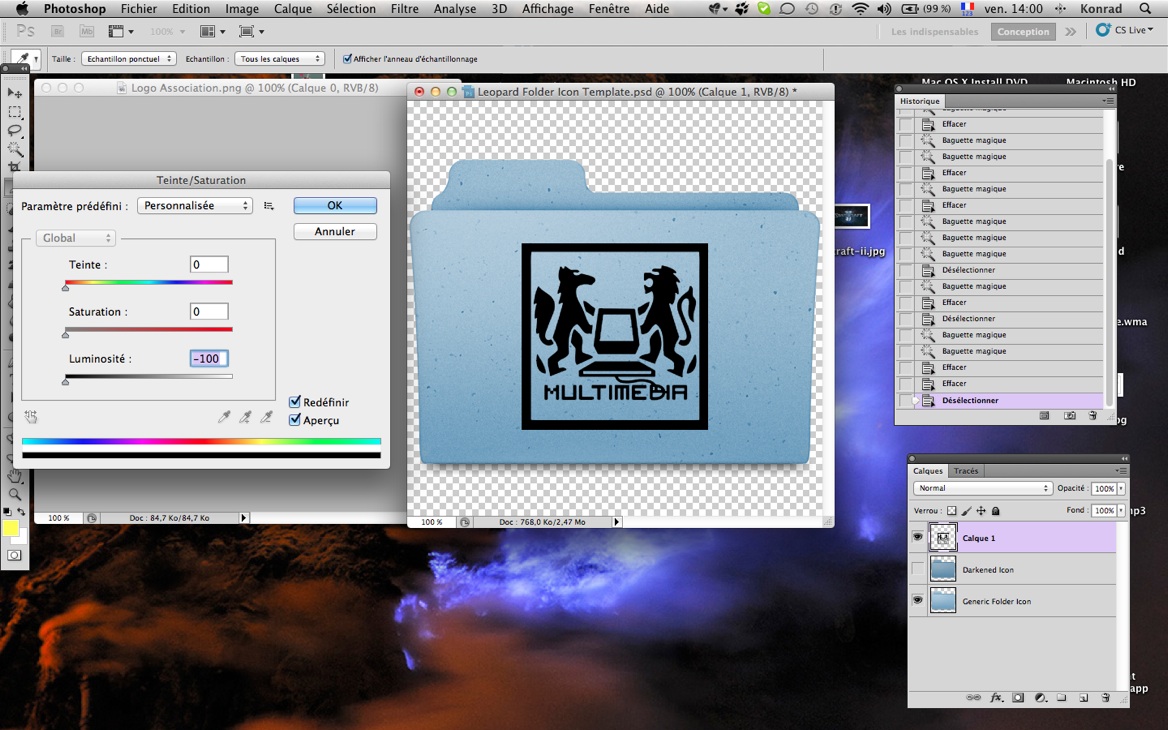 Photoshop Fichier Edition Image Calque Sélection Filtre Analyse 3D Affichage Fenêtre Aide (99 %) 123 ven. 14:00 Konrad
Ps Br Mb 100% Les indispensables Conception CS Live
Taille : Echantillon ponctuel Echantillon : Tous les calques Afficher l'anneau d'échantillonnage
Mac OS X Install DVD Macintosh HD
Logo Association.png @ 100% (Calque 0, RVB/8)
100 % Doc : 84,7 Ko/84,7 Ko
Leopard Folder Icon Template.psd @ 100% (Calque 1, RVB/8) *
MULTIMEDIA
100 % Doc : 768,0 Ko/2,47 Mo
Teinte/Saturation
Paramètre prédéfini : Personnalisée OK
Annuler
Global
Teinte : 0
Saturation : 0
Luminosité : -100
Redéfinir
Aperçu
Historique
Effacer
Baguette magique
Baguette magique
Effacer
Baguette magique
Effacer
Baguette magique
Baguette magique
Baguette magique
Désélectionner
Baguette magique
Effacer
Désélectionner
Baguette magique
Baguette magique
Effacer
Effacer
Désélectionner
raft-ii.jpg
e.wma
pg
mp3
app
Calques Tracés
Normal Opacité : 100%
Verrou : Fond : 100%
Calque 1
Darkened Icon
Generic Folder Icon
fx